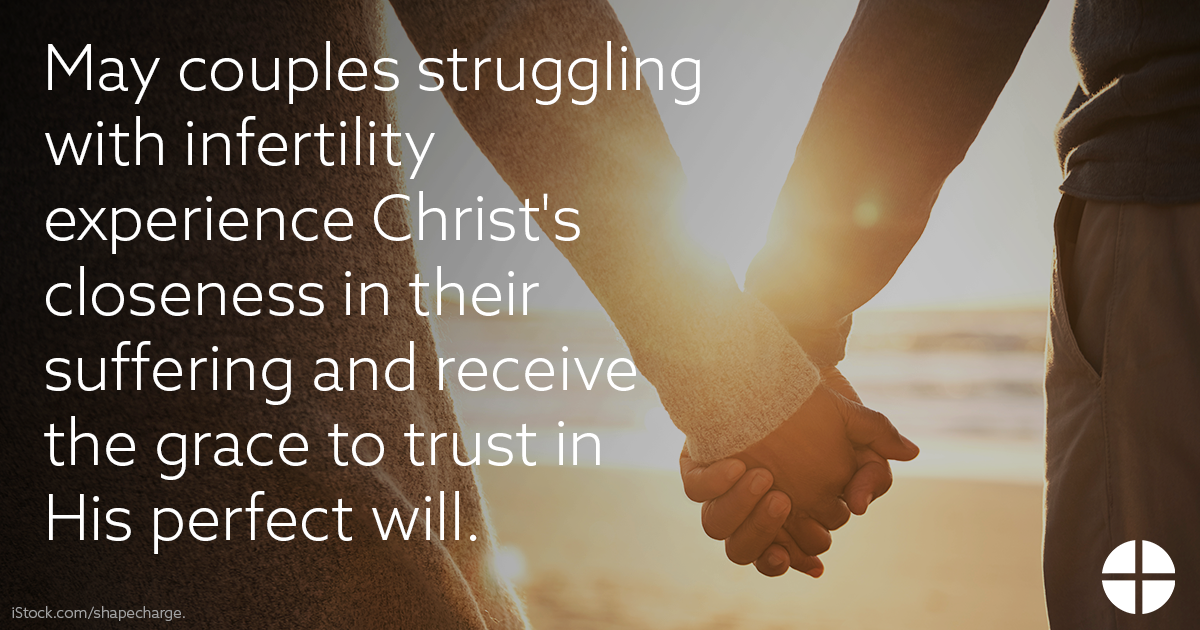 May couples struggling
with infertility
experience Christ's
closeness in their
suffering and receive
the grace to trust in
His perfect will.
iStock.com/shapecharge.